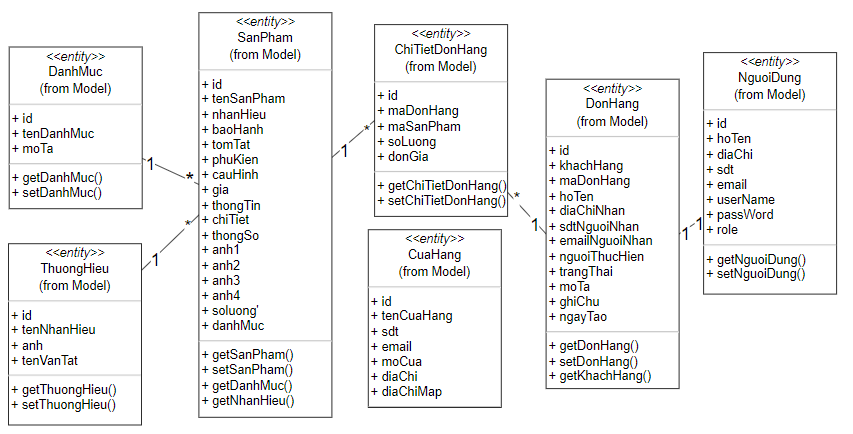 <<entity>>
DanhMuc
(from Model)
+ id
+ tenDanhMuc
+ moTa
+ getDanhMuc()
+ setDanhMuc()
<<entity>>
ThuongHieu
(from Model)
+ id
+ tenNhanHieu
+ anh
+ tenVanTat
+ getThuongHieu()
+ setThuongHieu()
1
*
*
1
<<entity>>
SanPham
(from Model)
+ id
+ tenSanPham
+ nhanHieu
+ baoHanh
+ tomTat
+ phuKien
+ cauHinh
+ gia
+ thongTin
+ chiTiet
+ thongSo
+ anh1
+ anh2
+ anh3
+ anh4
+ soluong'
+ danhMuc
+ getSanPham()
+ setSanPham()
+ getDanhMuc()
+ getNhanHieu()
1
*
<<entity>>
ChiTietDonHang
(from Model)
+ id
+ maDonHang
+ maSanPham
+ soLuong
+ donGia
+ getChiTietDonHang()
+ setChiTietDonHang()
<<entity>>
CuaHang
(from Model)
+ id
+ tenCuaHang
+ sdt
+ email
+ moCua
+ diaChi
+ diaChiMap
*
1
<<entity>>
DonHang
(from Model)
+ id
+ khachHang
+ maDonHang
+ hoTen
+ diaChiNhan
+ sdtNguoiNhan
+ emailNguoiNhan
+ nguoiThucHien
+ trangThai
+ moTa
+ ghiChu
+ ngayTao
+ getDonHang()
+ setDonHang()
+ getKhachHang()
1
1
<<entity>>
NguoiDung
(from Model)
+ id
+ hoTen
+ diaChi
+ sdt
+ email
+ userName
+ passWord
+ role
+ getNguoiDung()
+ setNguoiDung()